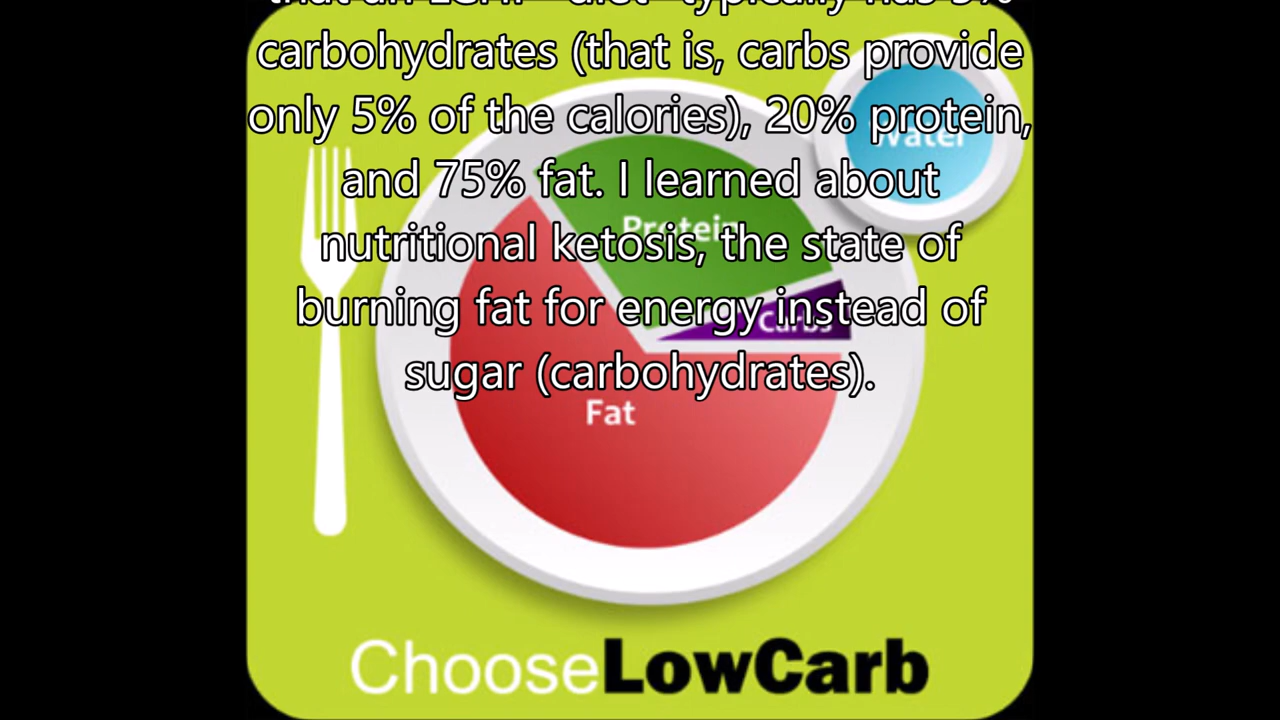 carbohydrates (that is, carbs provide
only 5% of the calories), 20% protein,
and 75% fat. I learned about
nutritional ketosis, the state of
burning fat for energy instead of
sugar (carbohydrates).
Water
Protein
Carbs
Fat
ChooseLowCarb